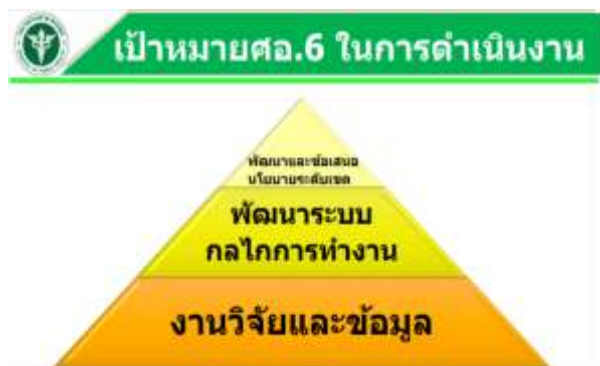 เป้าหมายศอ.6 ในการดำเนินงาน
พัฒนาและข้อเสนอ
นโยบายระดับเขต
พัฒนาระบบ
กลไกการทำงาน
งานวิจัยและข้อมูล